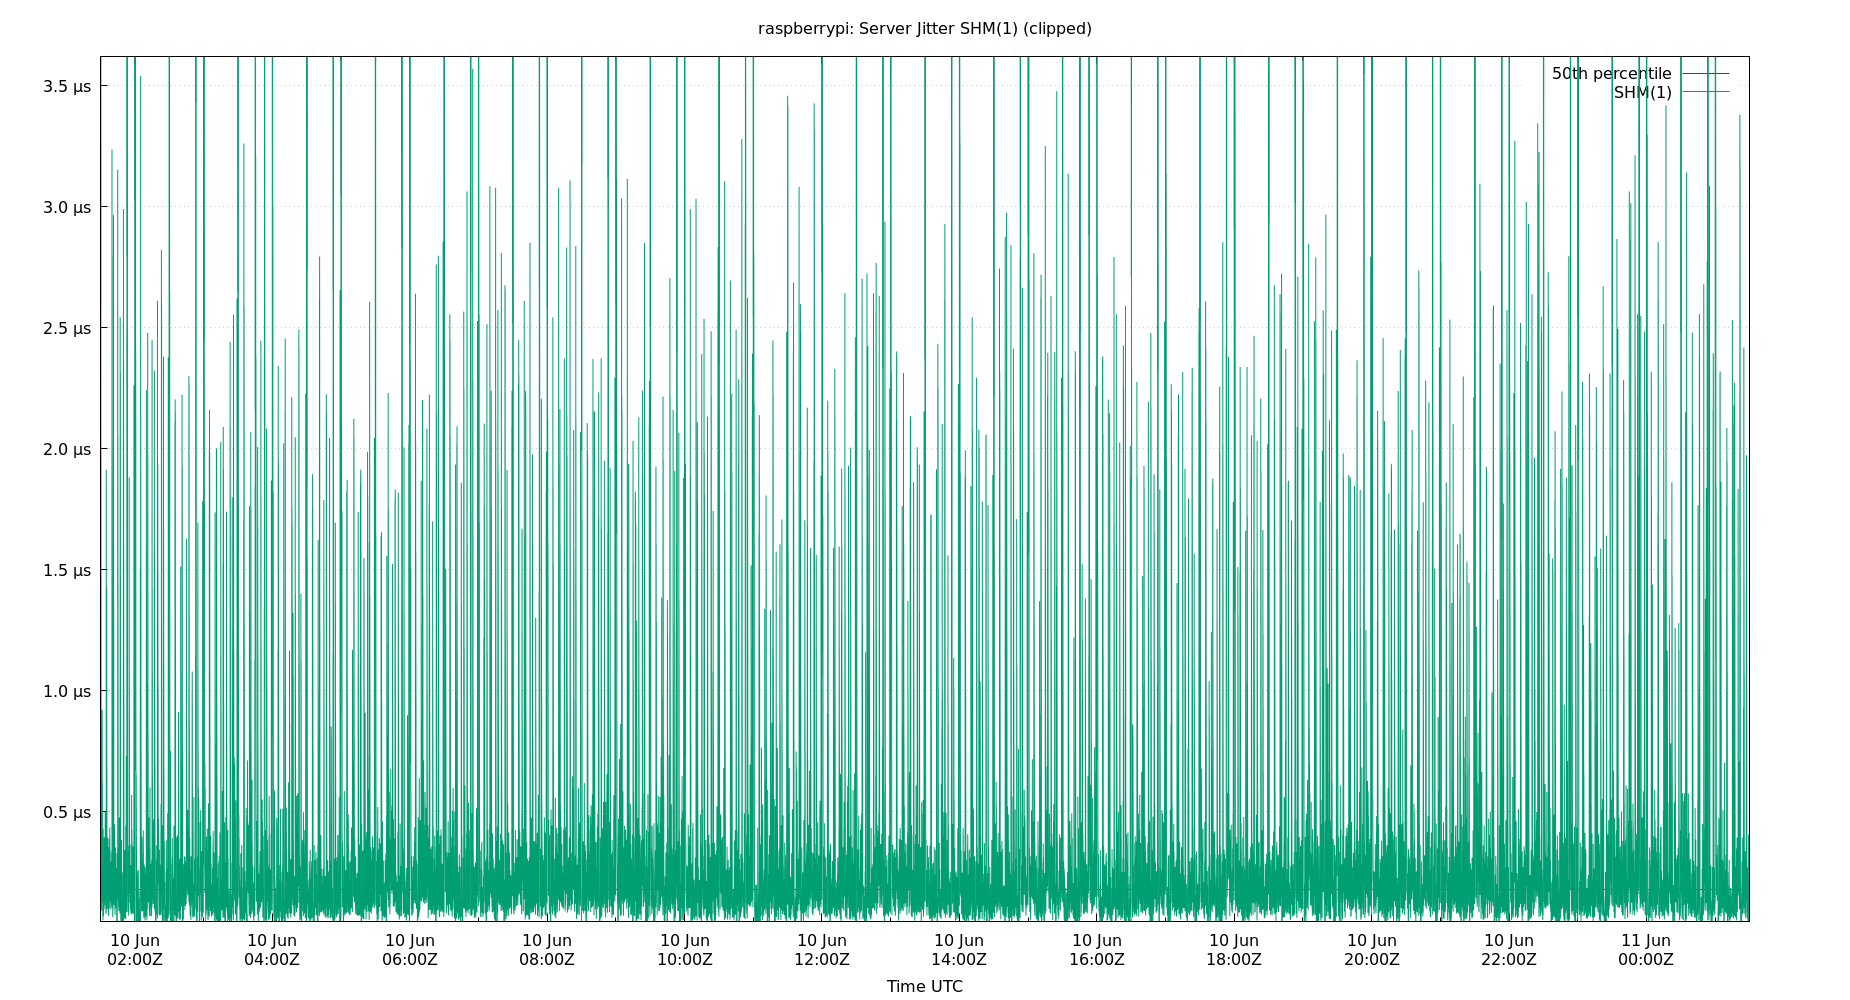 raspberrypi: Server Jitter SHM(1) (clipped)
50th percentile
SHM(1)
3.5 µs
3.0 µs
2.5 µs
2.0 µs
1.5 µs
1.0 µs
0.5 µs
10 Jun 10 Jun 10 Jun 10 Jun 10 Jun 10 Jun 10 Jun 10 Jun 10 Jun 10 Jun 10 Jun 11 Jun
02:00Z 04:00Z 06:00Z 08:00Z 10:00Z 12:00Z 14:00Z 16:00Z 18:00Z 20:00Z 22:00Z 00:00Z
Time UTC